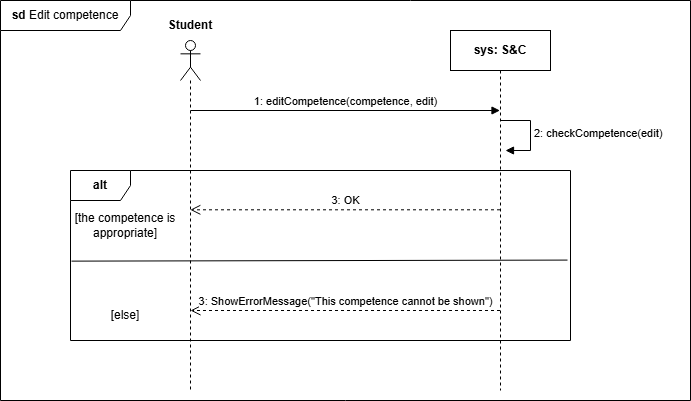 sd Edit competence
Student
sys: S&C
1: editCompetence(competence, edit)
2: checkCompetence(edit)
alt
3: OK
[the competence is
appropriate]
3: ShowErrorMessage("This competence cannot be shown")
[else]